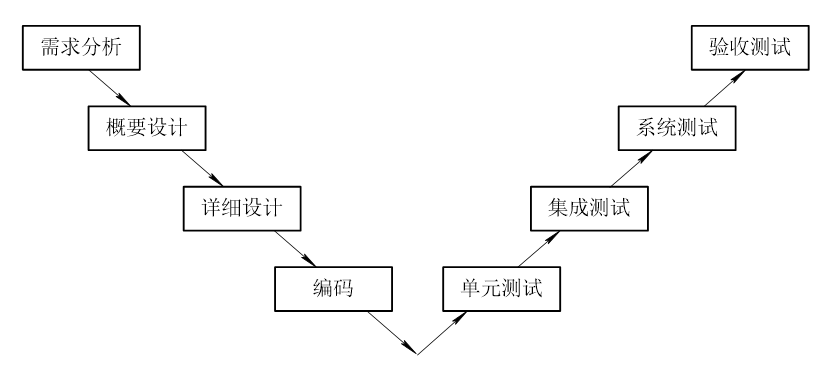 需求分析
验收测试
概要设计
系统测试
详细设计
集成测试
编码
单元测试